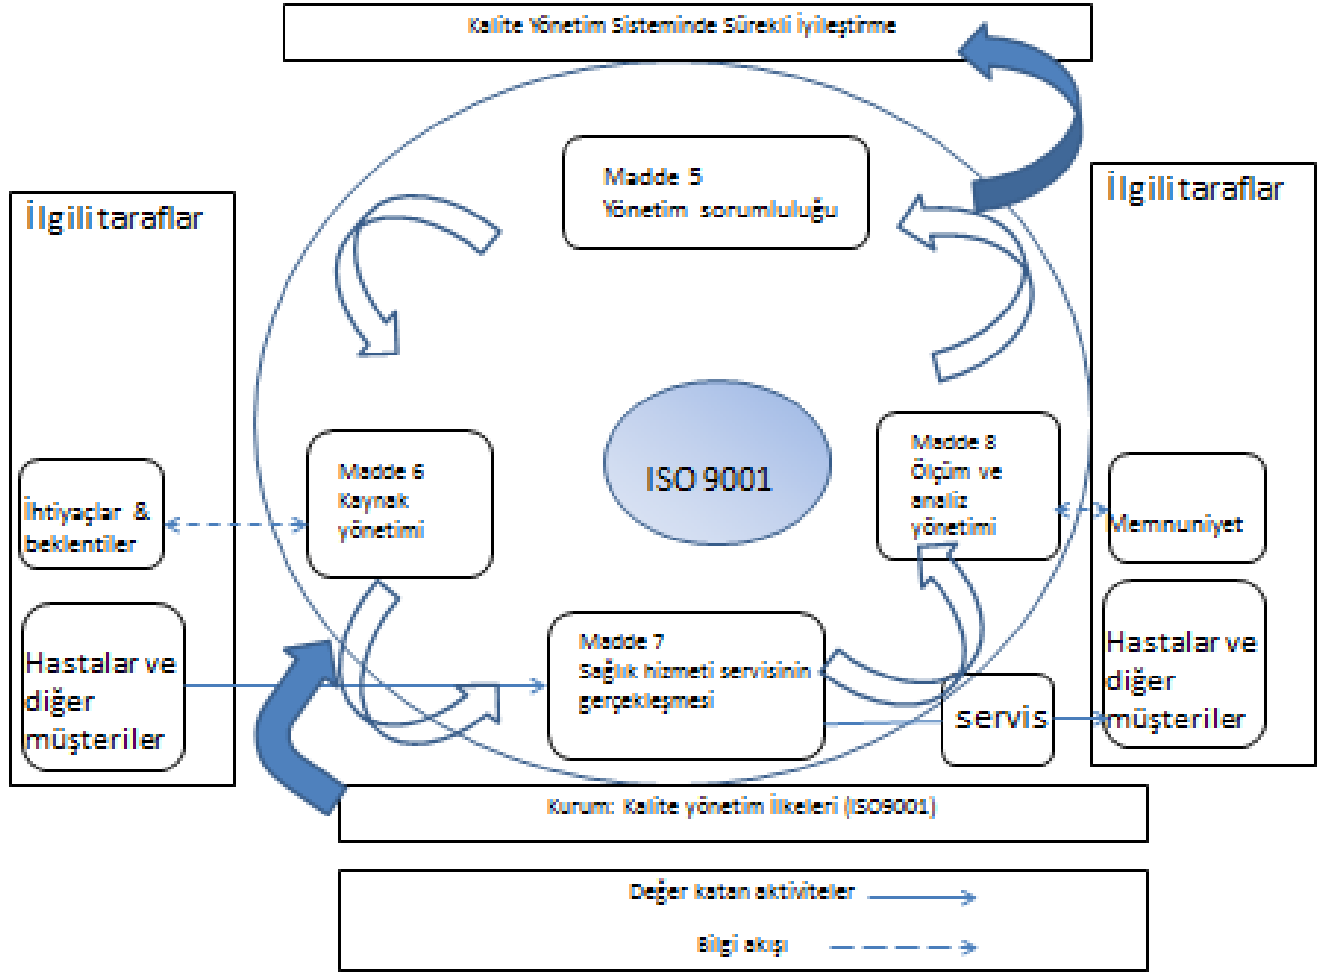 Kalite Yönetim Sisteminde Sürekli İyileştirme
Madde 5
Yönetim sorumluluğu
İlgili taraflar
İlgili taraflar
ISO 9001
Madde 6
Kaynak
yönetimi
Madde 8
Ölçüm ve
analiz
yönetimi
İhtiyaçlar &
beklentiler
Memnuniyet
Madde 7
Sağlık hizmeti servisinin
gerçekleşmesi
Hastalar ve
diğer
müşteriler
servis
Hastalar ve
diğer
müşteriler
Kurum: Kalite yönetim İlkeleri (ISO9001)
Değer katan aktiviteler
Bilgi akışı